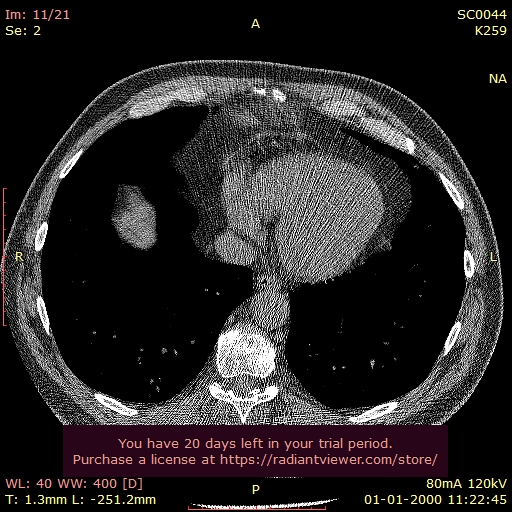 Im: 11/21
SC0044
Se: 2
K259
A
NA
R
L
You have 20 days left in your trial period.
Purchase a license at https://radiantviewer.com/store/
WL: 40 WW: 400 [D]
P
80mA 120kV
T: 1.3mm L: -251.2mm
01-01-2000 11:22:45